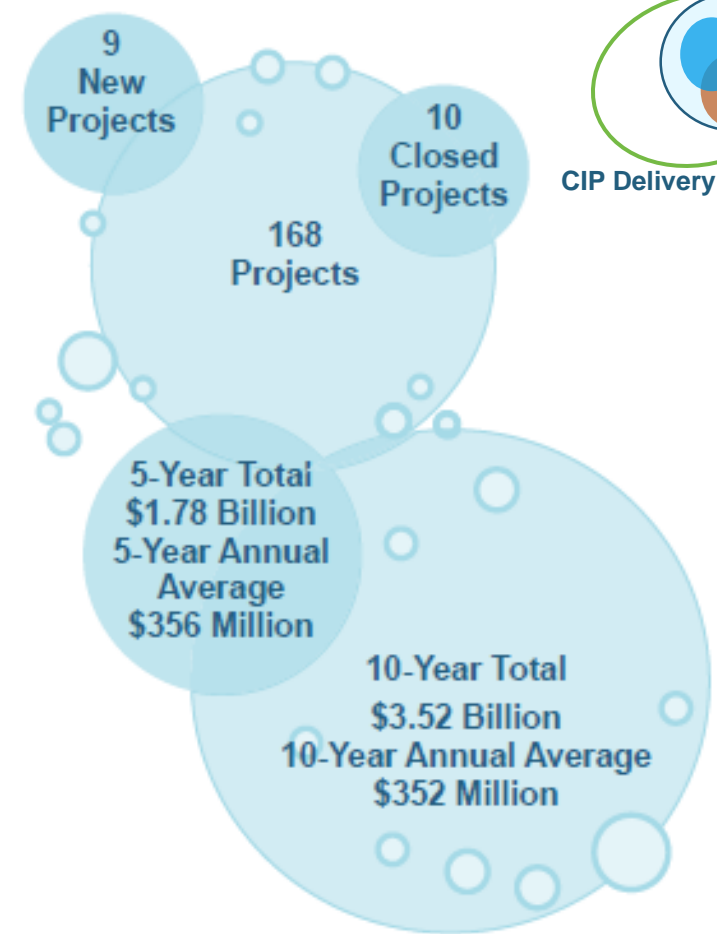 9
New
Projects
10
Closed
Projects
CIP Delivery
168
Projects
5-Year Total
$1.78 Billion
5-Year Annual
Average
$356 Million
10-Year Total
$3.52 Billion
10-Year Annual Average
$352 Million